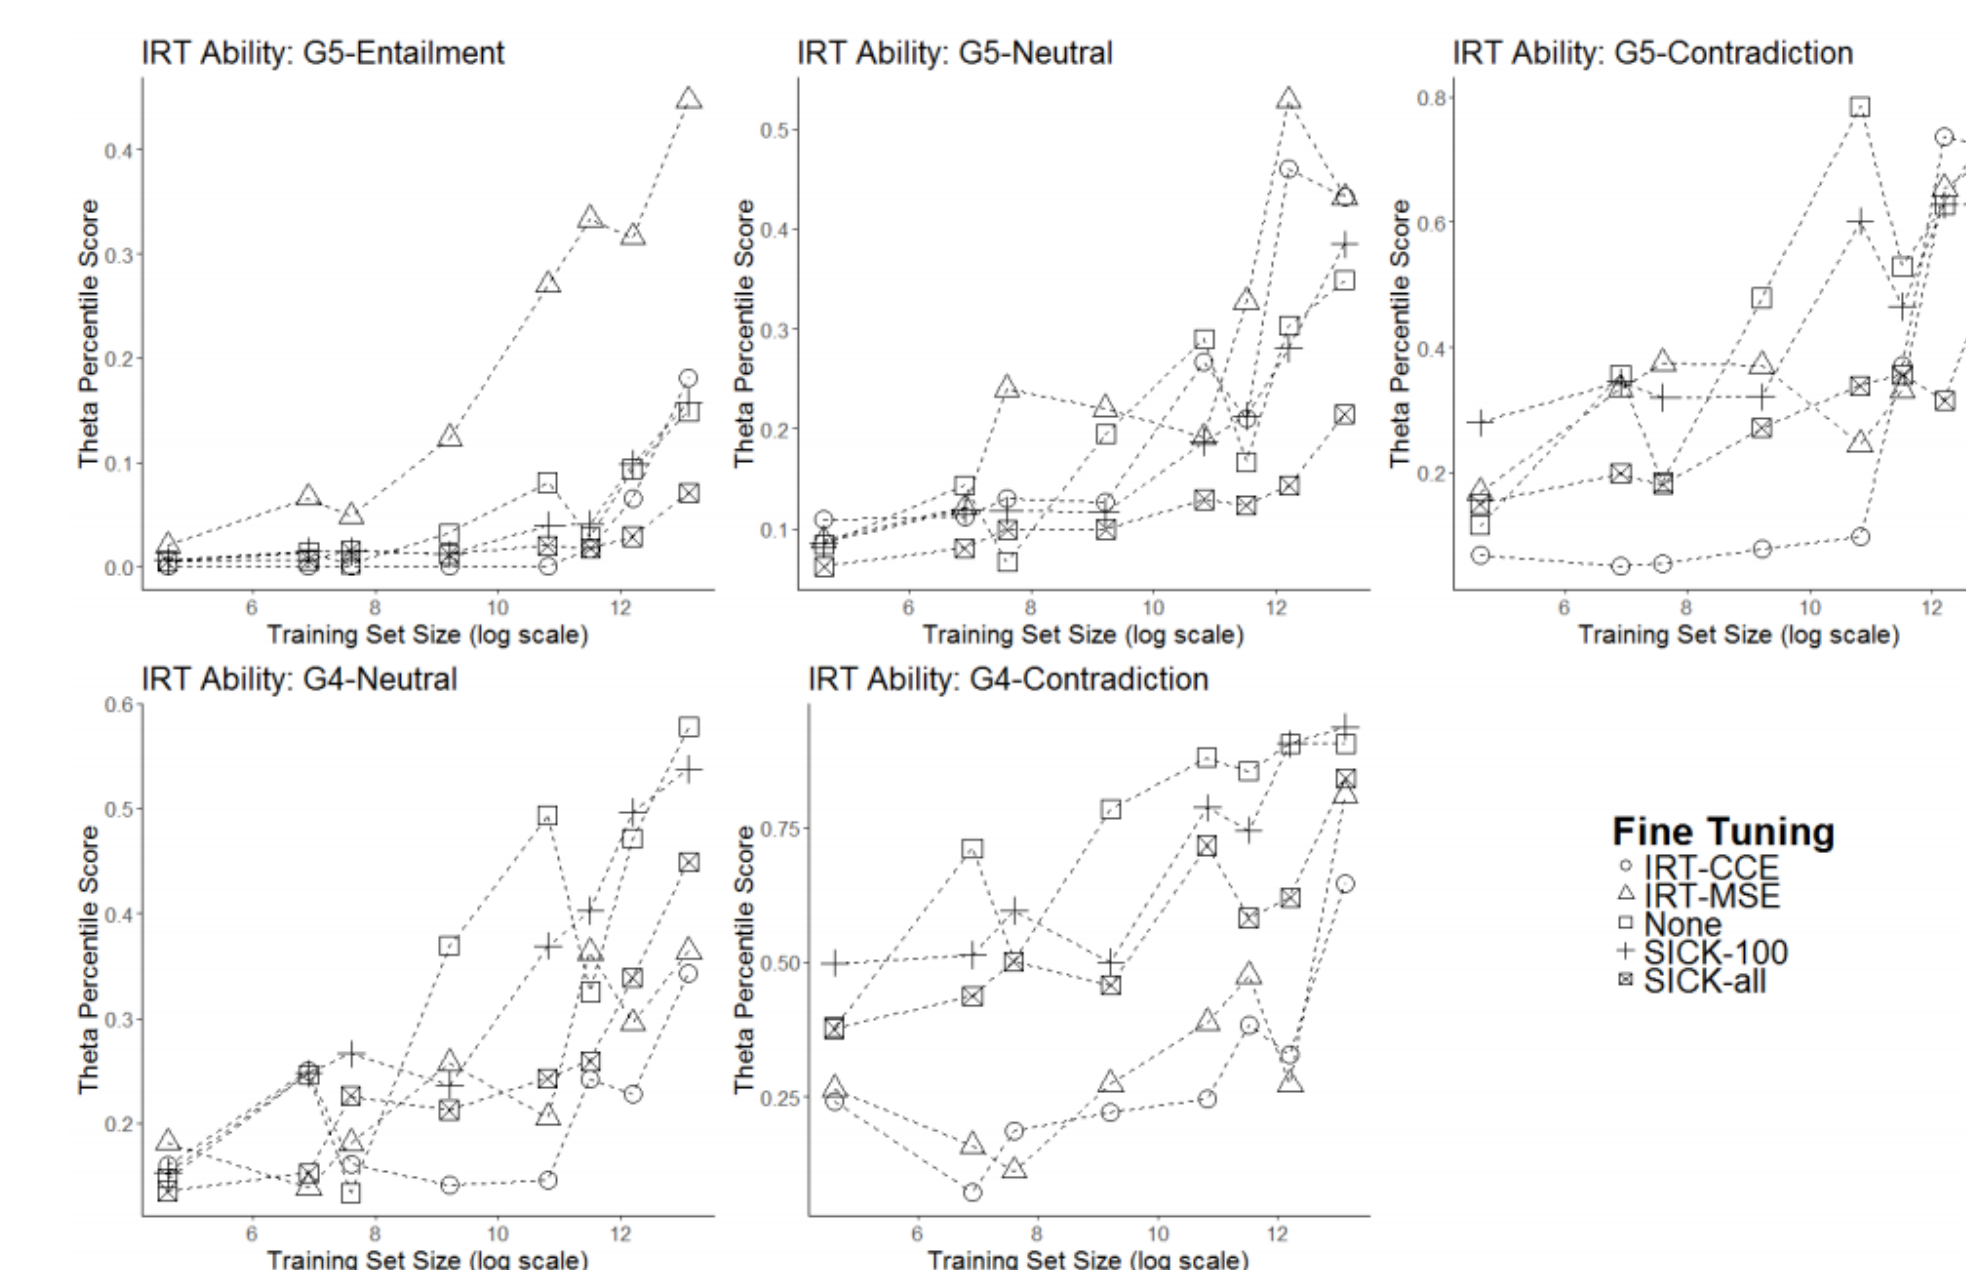 IRT Ability: G5-Entailment
Theta Percentile Score
0.4
0.3
0.2
0.1
0.0
6 8 10 12
Training Set Size (log scale)
IRT Ability: G5-Neutral
Theta Percentile Score
0.5
0.4
0.3
0.2
0.1
6 8 10 12
Training Set Size (log scale)
IRT Ability: G5-Contradiction
Theta Percentile Score
0.8
0.6
0.4
0.2
6 8 10 12
Training Set Size (log scale)
IRT Ability: G4-Neutral
Theta Percentile Score
0.6
0.5
0.4
0.3
0.2
6 8 10 12
Training Set Size (log scale)
IRT Ability: G4-Contradiction
Theta Percentile Score
0.75
0.50
0.25
6 8 10 12
Training Set Size (log scale)
Fine Tuning
IRT-CCE
IRT-MSE
None
SICK-100
SICK-all